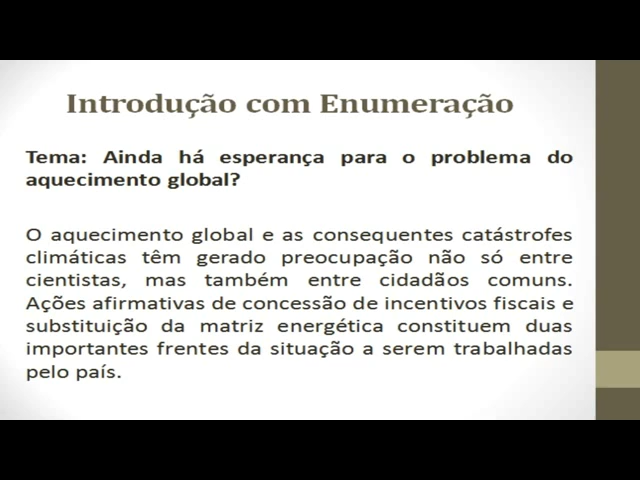 Introdução com Enumeração
Tema: Ainda há esperança para o problema do
aquecimento global?
O aquecimento global e as consequentes catástrofes
climáticas têm gerado preocupação não só entre
cientistas, mas também entre cidadãos comuns.
Ações afirmativas de concessão de incentivos fiscais e
substituição da matriz energética constituem duas
importantes frentes da situação a serem trabalhadas
pelo país.